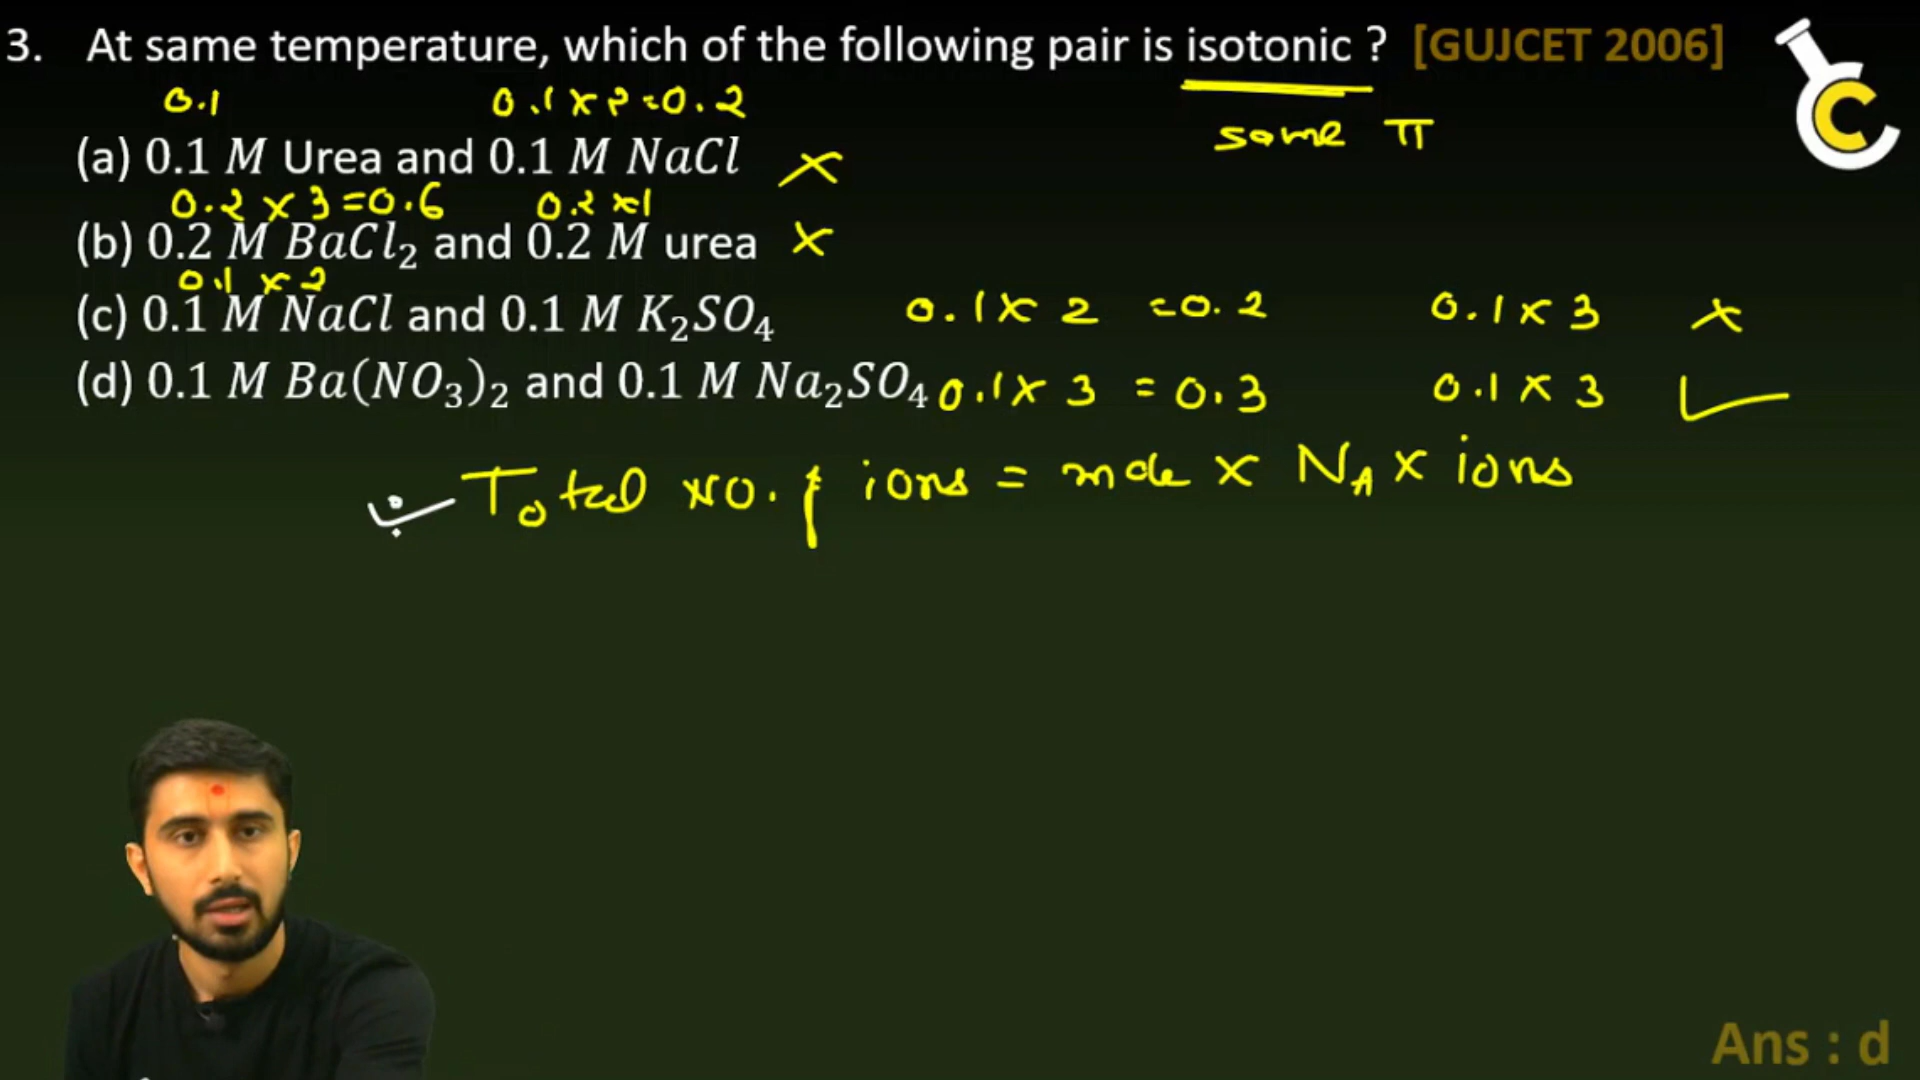 3. At same temperature, which of the following pair is isotonic ? [GUJCET 2006]
0.1 0.1 x 2 = 0.2
same π
(a) 0.1 M Urea and 0.1 M NaCl x
0.2 x 3 = 0.6 0.2 x 1
(b) 0.2 M BaCl₂ and 0.2 M urea x
0.1 x 2
(c) 0.1 M NaCl and 0.1 M K₂SO₄ 0.1 x 2 = 0.2 0.1 x 3 x
(d) 0.1 M Ba(NO₃)₂ and 0.1 M Na₂SO₄ 0.1 x 3 = 0.3 0.1 x 3 ✓
Total No. of ions = mole x N_A x ions
Ans : d